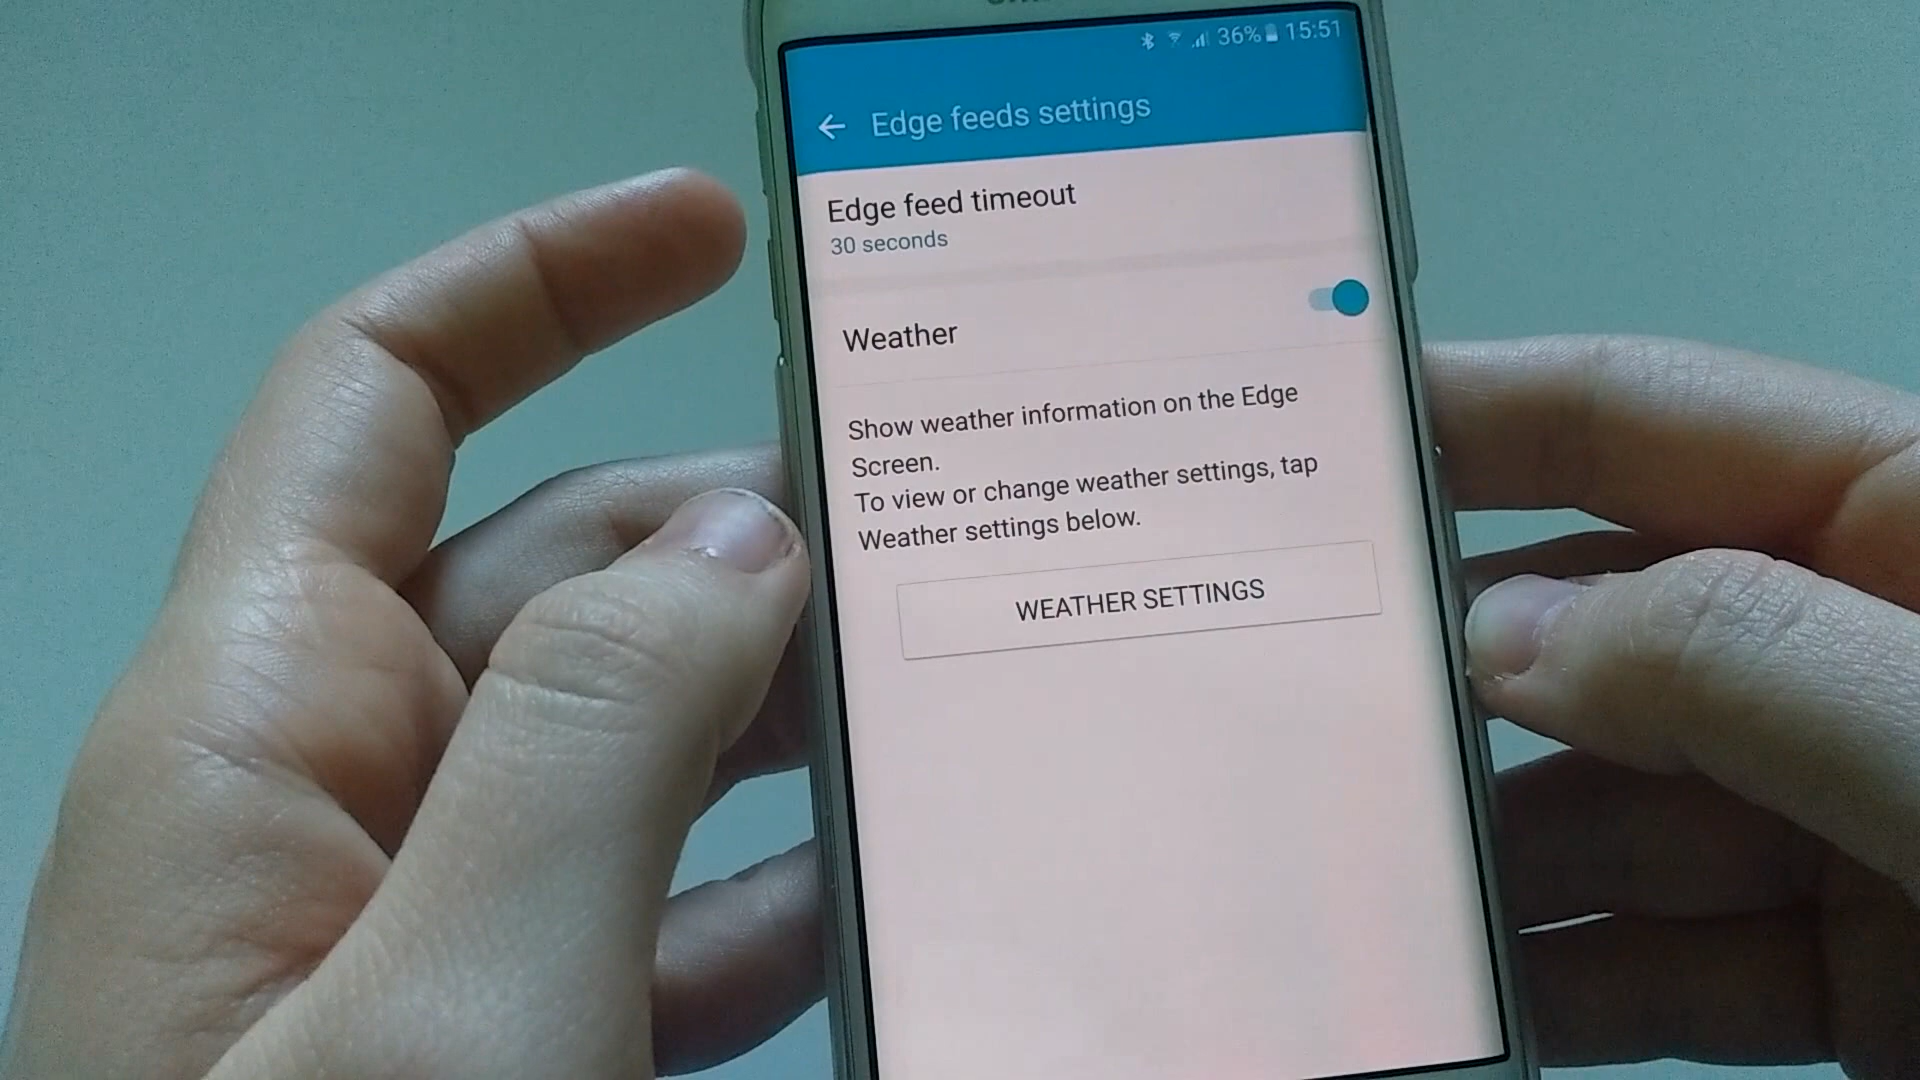 36% 15:51
Edge feeds settings
Edge feed timeout
30 seconds
Weather
Show weather information on the Edge
Screen.
To view or change weather settings, tap
Weather settings below.
WEATHER SETTINGS